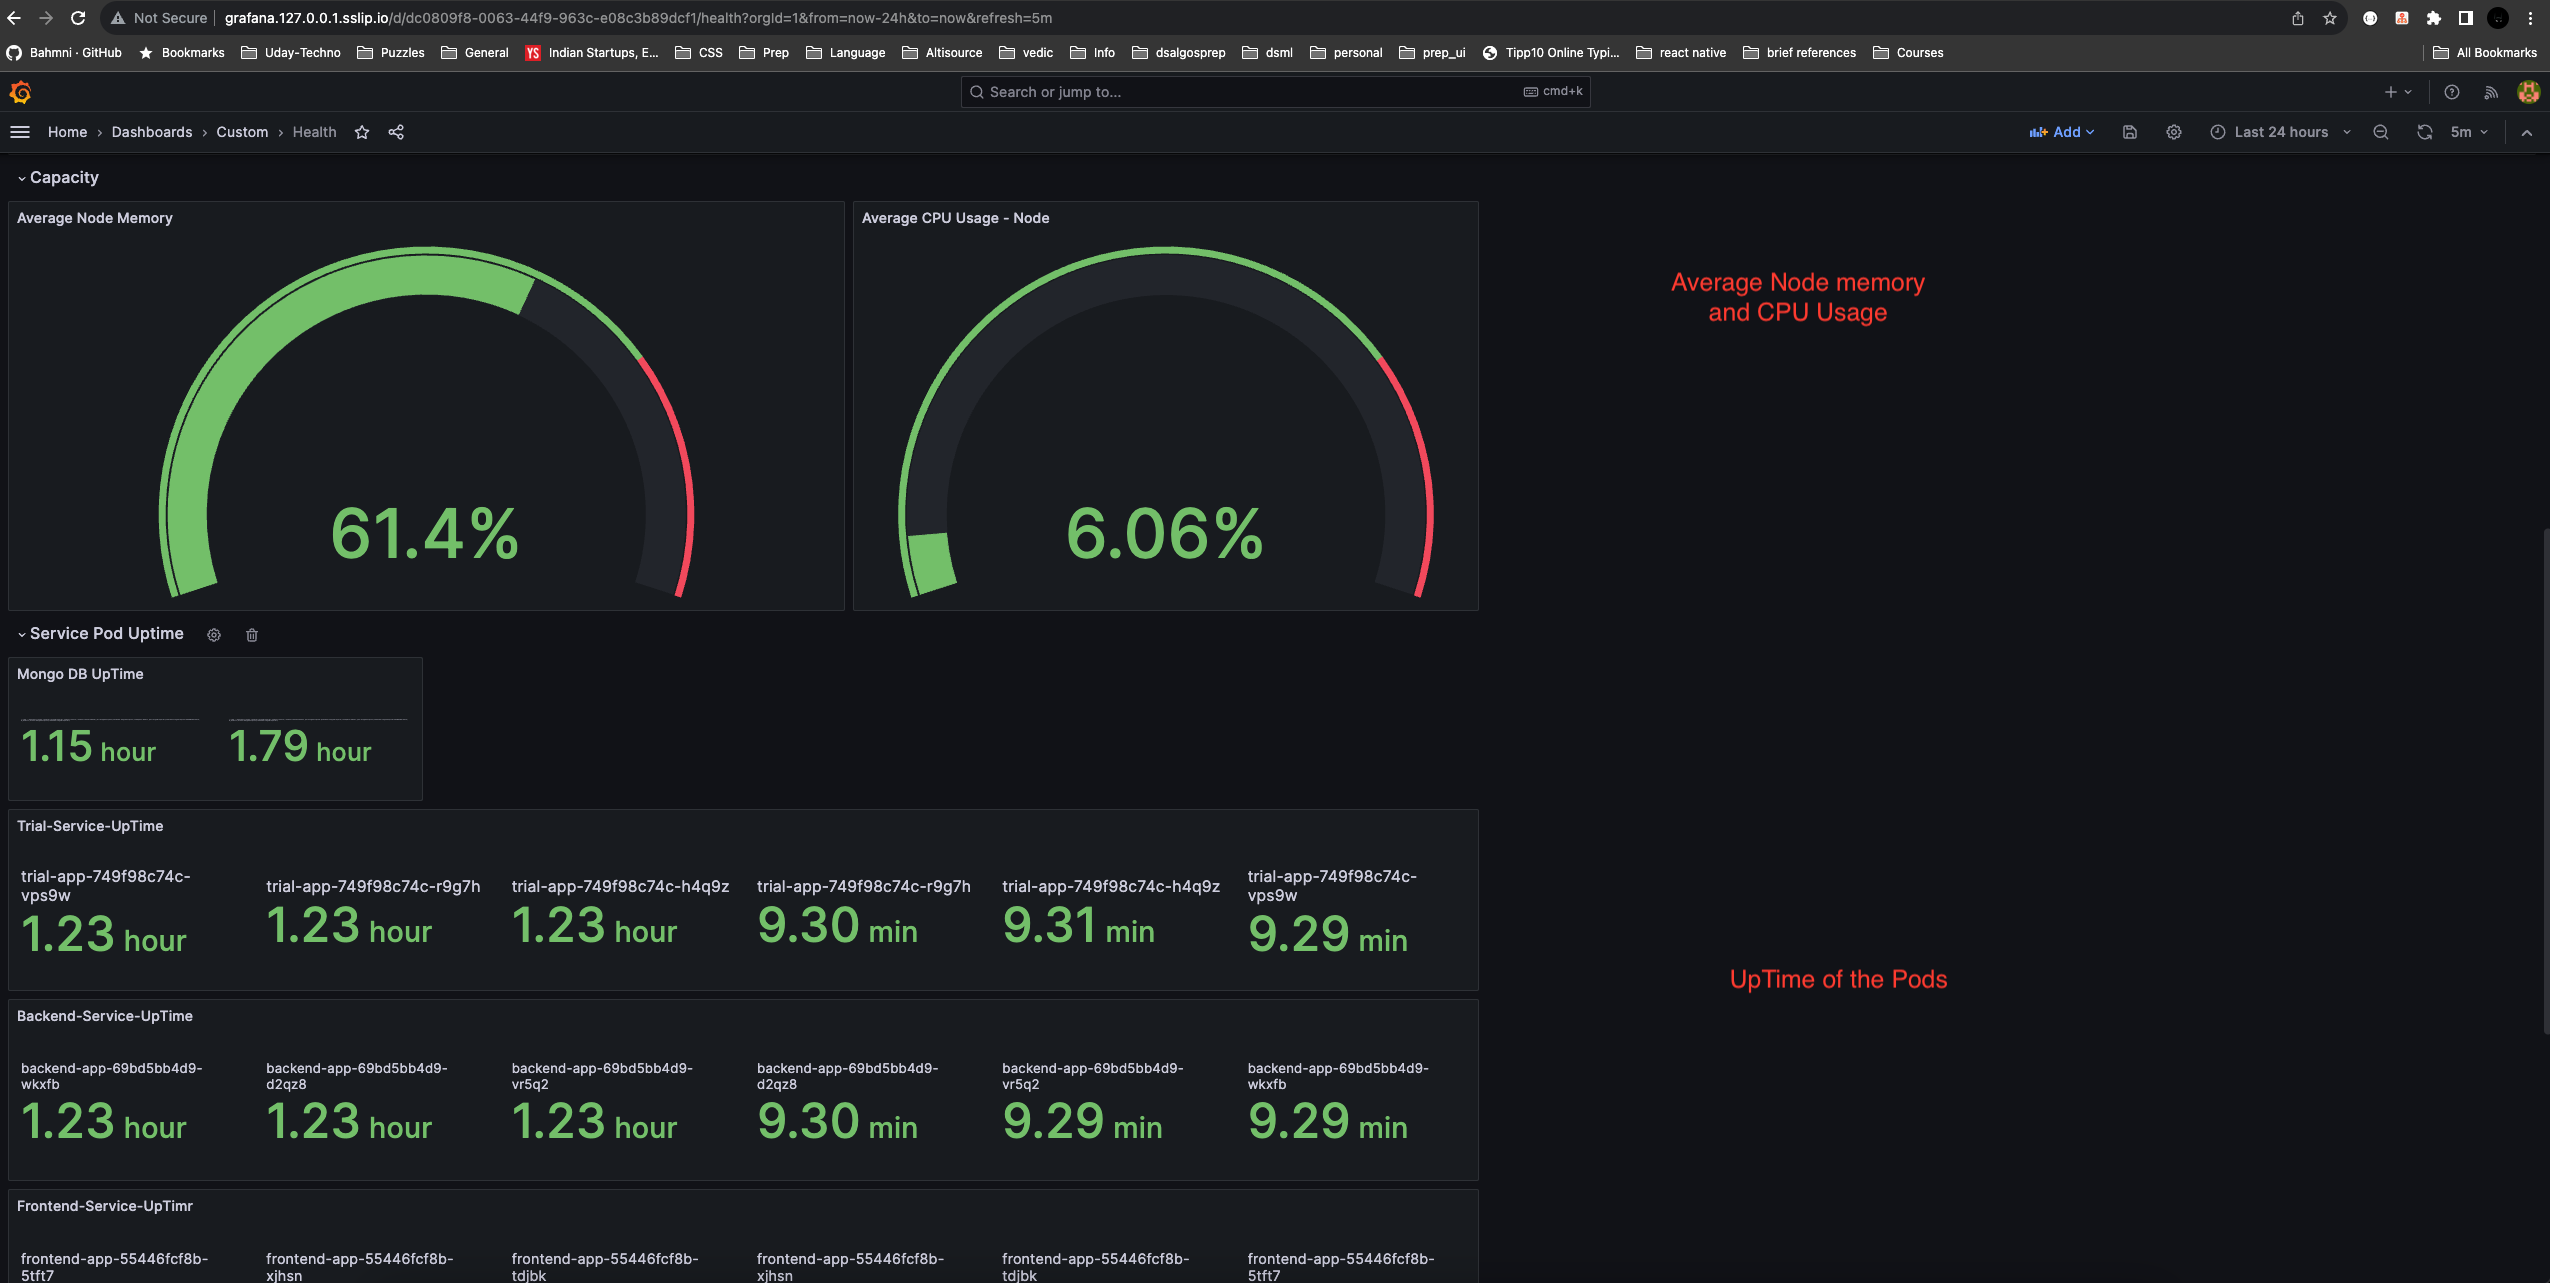 Not Secure | grafana.127.0.0.1.sslip.io/d/dc0809f8-0063-44f9-963c-e08c3b89dcf1/health?orgId=1&from=now-24h&to=now&refresh=5m
Bahmni · GitHub Bookmarks Uday-Techno Puzzles General YS Indian Startups, E... CSS Prep Language Altisource vedic Info dsalgosprep dsml personal prep_ui Tipp10 Online Typi... react native brief references Courses All Bookmarks
Search or jump to... cmd+k
Home › Dashboards › Custom › Health Add Last 24 hours 5m
Capacity
Average Node Memory
61.4%
Average CPU Usage - Node
6.06%
Average Node memory
and CPU Usage
Service Pod Uptime
Mongo DB UpTime
1.15 hour 1.79 hour
Trial-Service-UpTime
trial-app-749f98c74c-
vps9w
1.23 hour
trial-app-749f98c74c-r9g7h
1.23 hour
trial-app-749f98c74c-h4q9z
1.23 hour
trial-app-749f98c74c-r9g7h
9.30 min
trial-app-749f98c74c-h4q9z
9.31 min
trial-app-749f98c74c-
vps9w
9.29 min
UpTime of the Pods
Backend-Service-UpTime
backend-app-69bd5bb4d9-
wkxfb
1.23 hour
backend-app-69bd5bb4d9-
d2qz8
1.23 hour
backend-app-69bd5bb4d9-
vr5q2
1.23 hour
backend-app-69bd5bb4d9-
d2qz8
9.30 min
backend-app-69bd5bb4d9-
vr5q2
9.29 min
backend-app-69bd5bb4d9-
wkxfb
9.29 min
Frontend-Service-UpTimr
frontend-app-55446fcf8b-
5tft7
frontend-app-55446fcf8b-
xjhsn
frontend-app-55446fcf8b-
tdjbk
frontend-app-55446fcf8b-
xjhsn
frontend-app-55446fcf8b-
tdjbk
frontend-app-55446fcf8b-
5tft7